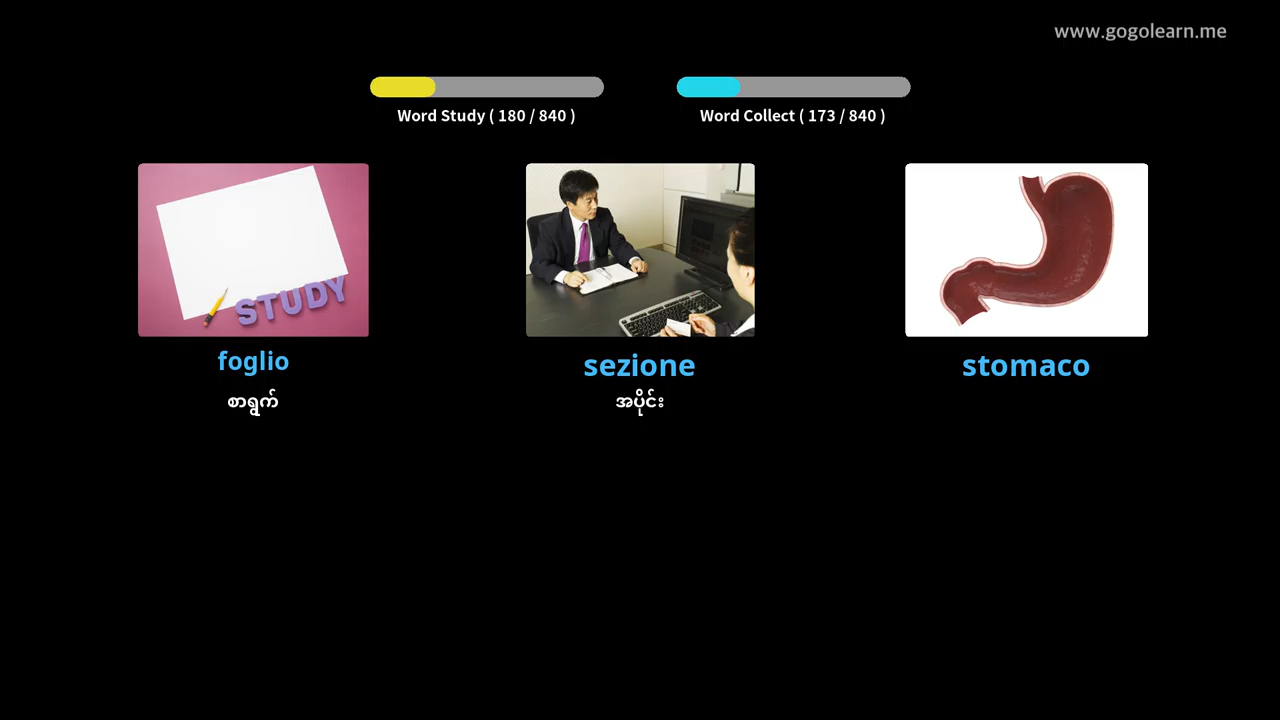 www.gogolearn.me
Word Study ( 180 / 840 )
Word Collect ( 173 / 840 )
STUDY
foglio
စာရွက်
sezione
အပိုင်း
stomaco